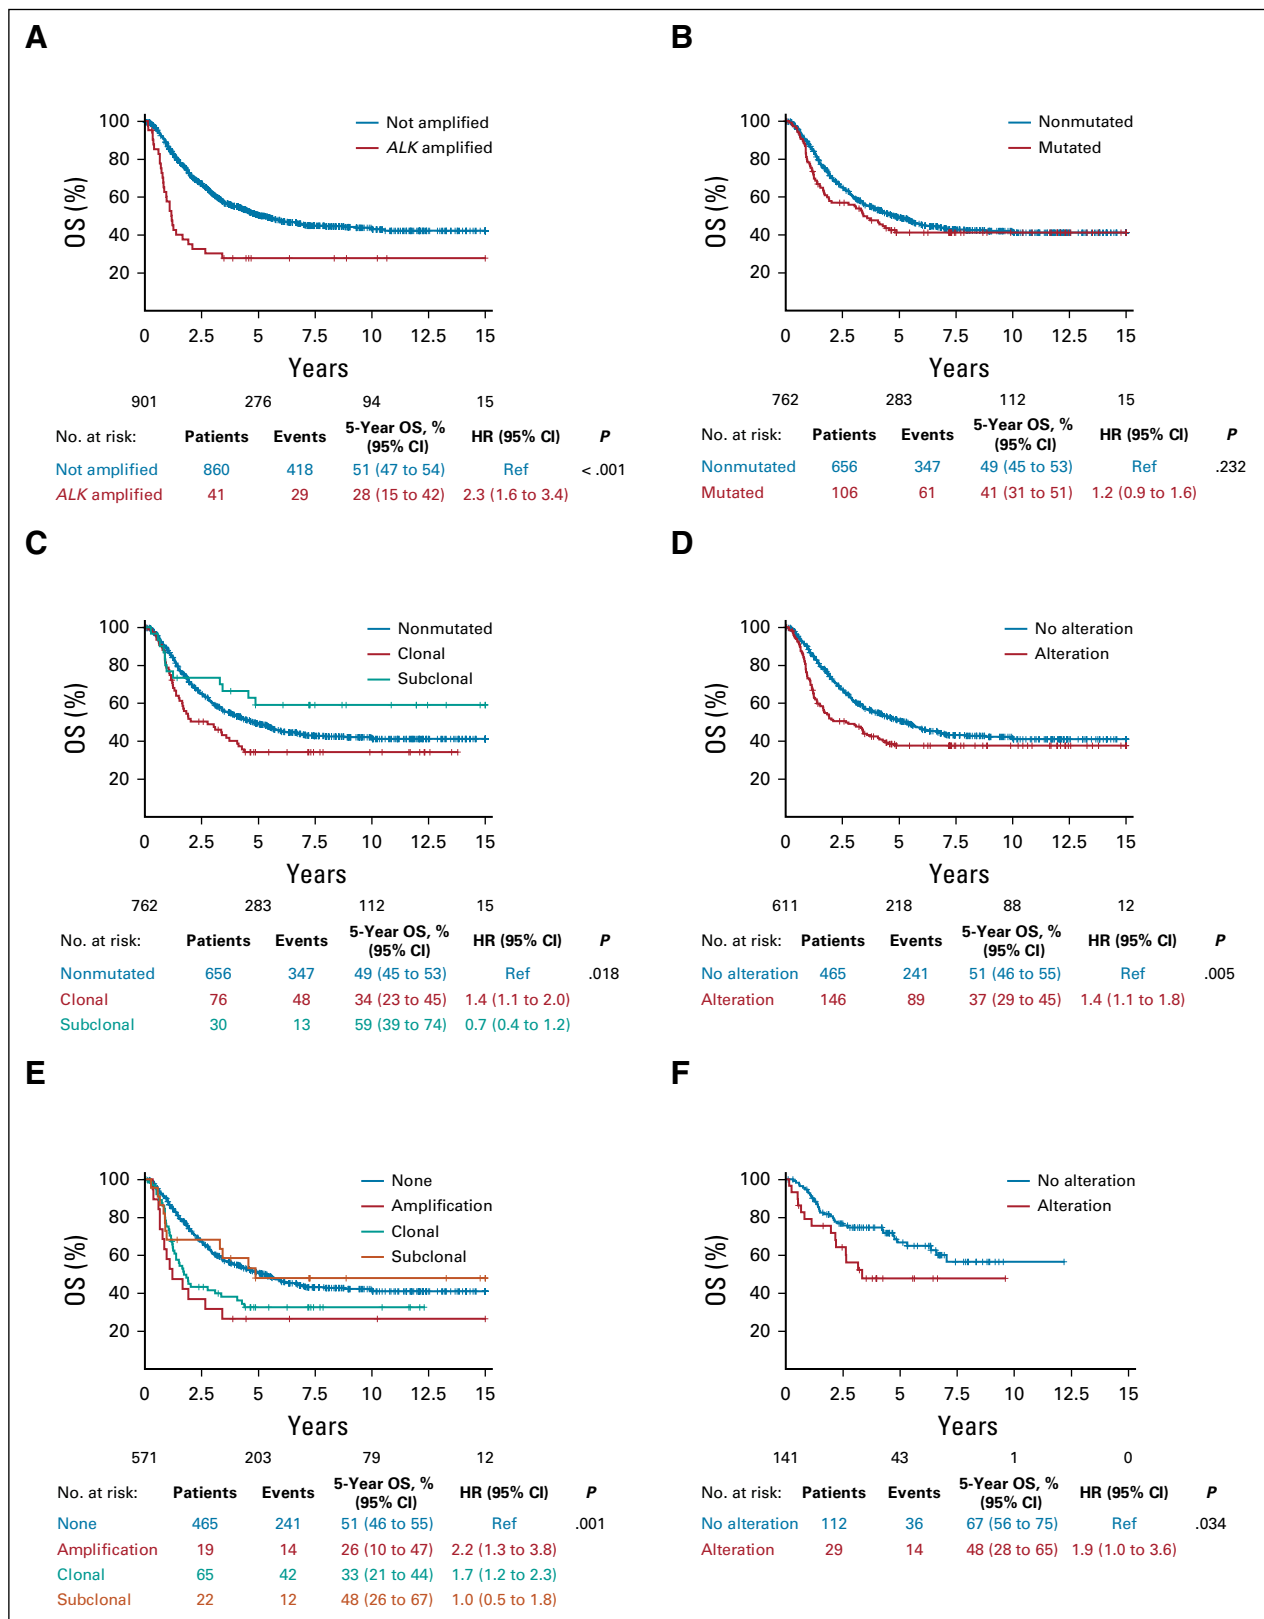 A
100
80
60
40
20
OS (%)
Not amplified
ALK amplified
0 2.5 5 7.5 10 12.5 15
Years
901 276 94 15
No. at risk: Patients Events 5-Year OS, % (95% CI) HR (95% CI) P
Not amplified 860 418 51 (47 to 54) Ref < .001
ALK amplified 41 29 28 (15 to 42) 2.3 (1.6 to 3.4)
B
100
80
60
40
20
OS (%)
Nonmutated
Mutated
0 2.5 5 7.5 10 12.5 15
Years
762 283 112 15
No. at risk: Patients Events 5-Year OS, % (95% CI) HR (95% CI) P
Nonmutated 656 347 49 (45 to 53) Ref .232
Mutated 106 61 41 (31 to 51) 1.2 (0.9 to 1.6)
C
100
80
60
40
20
OS (%)
Nonmutated
Clonal
Subclonal
0 2.5 5 7.5 10 12.5 15
Years
762 283 112 15
No. at risk: Patients Events 5-Year OS, % (95% CI) HR (95% CI) P
Nonmutated 656 347 49 (45 to 53) Ref .018
Clonal 76 48 34 (23 to 45) 1.4 (1.1 to 2.0)
Subclonal 30 13 59 (39 to 74) 0.7 (0.4 to 1.2)
D
100
80
60
40
20
OS (%)
No alteration
Alteration
0 2.5 5 7.5 10 12.5 15
Years
611 218 88 12
No. at risk: Patients Events 5-Year OS, % (95% CI) HR (95% CI) P
No alteration 465 241 51 (46 to 55) Ref .005
Alteration 146 89 37 (29 to 45) 1.4 (1.1 to 1.8)
E
100
80
60
40
20
OS (%)
None
Amplification
Clonal
Subclonal
0 2.5 5 7.5 10 12.5 15
Years
571 203 79 12
No. at risk: Patients Events 5-Year OS, % (95% CI) HR (95% CI) P
None 465 241 51 (46 to 55) Ref .001
Amplification 19 14 26 (10 to 47) 2.2 (1.3 to 3.8)
Clonal 65 42 33 (21 to 44) 1.7 (1.2 to 2.3)
Subclonal 22 12 48 (26 to 67) 1.0 (0.5 to 1.8)
F
100
80
60
40
20
OS (%)
No alteration
Alteration
0 2.5 5 7.5 10 12.5 15
Years
141 43 1 0
No. at risk: Patients Events 5-Year OS, % (95% CI) HR (95% CI) P
No alteration 112 36 67 (56 to 75) Ref .034
Alteration 29 14 48 (28 to 65) 1.9 (1.0 to 3.6)